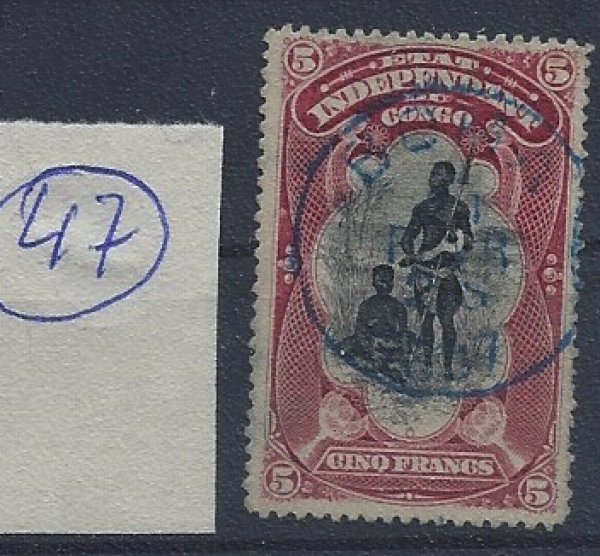 47
5 5
ETAT
INDEPENDANT
DU
CONGO
CINQ FRANCS
5 5